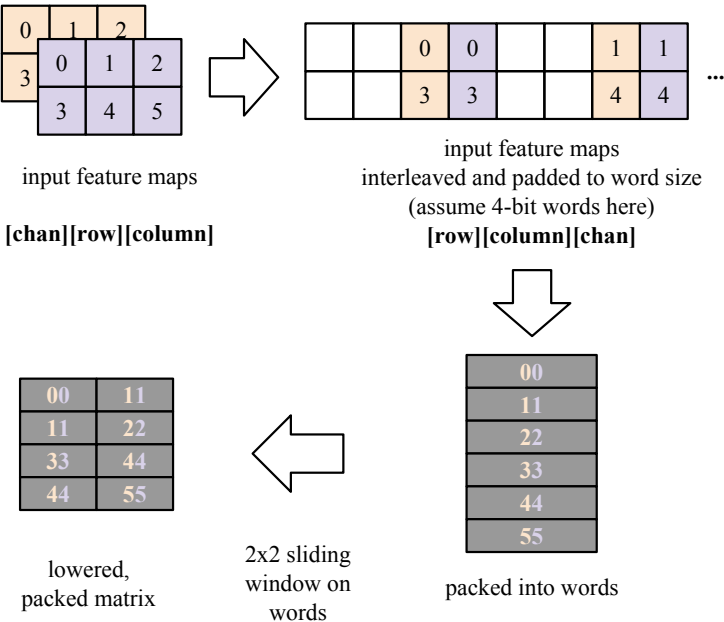 0 1 2
3
0 1 2
3 4 5
input feature maps
[chan][row][column]
0 0 1 1
3 3 4 4
...
input feature maps
interleaved and padded to word size
(assume 4-bit words here)
[row][column][chan]
00
11
22
33
44
55
packed into words
2x2 sliding
window on
words
00 11
11 22
33 44
44 55
lowered,
packed matrix